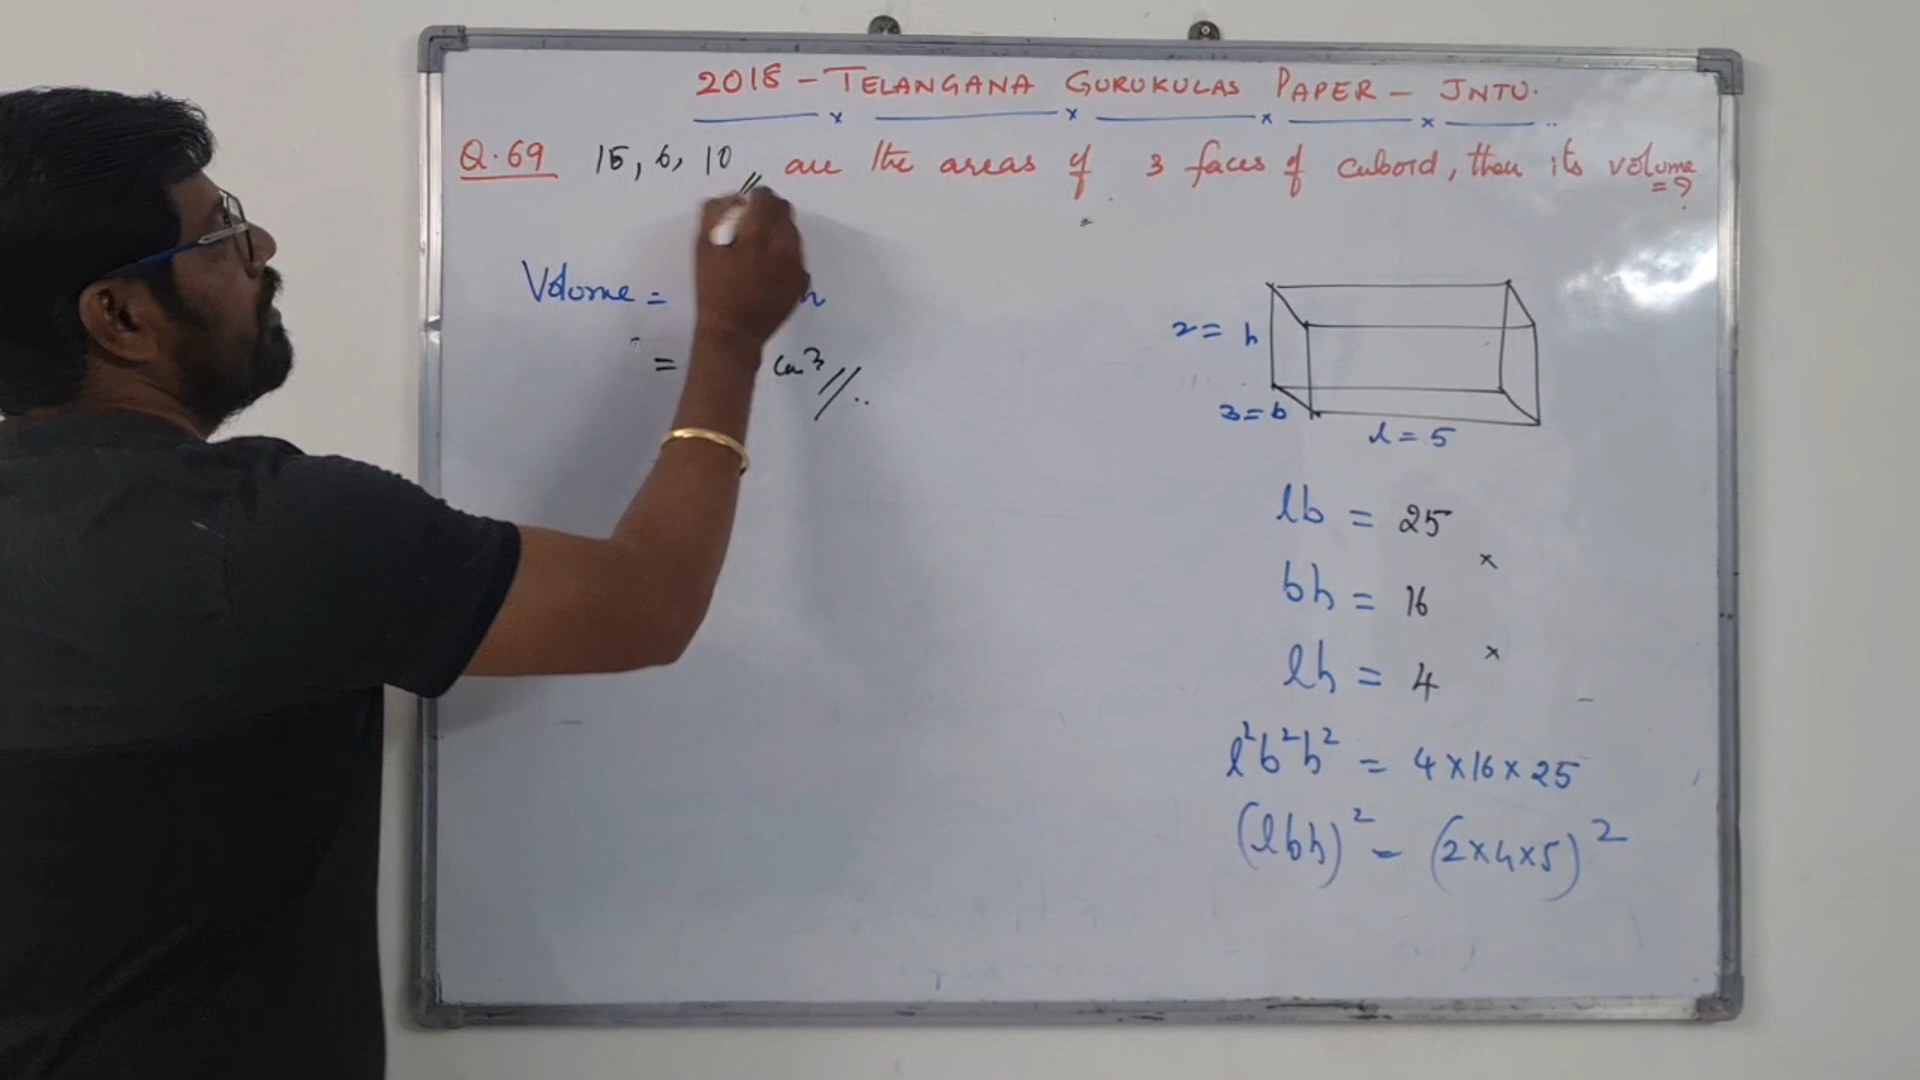 2018 - TELANGANA GURUKULAS PAPER - JNTU.
Q.69 15, 6, 10 are the areas of 3 faces of cuboid, then its volume = ?
Volume = h
= cm³
2 = h
3 = b
l = 5
lb = 25
×
bh = 16
×
lh = 4
l²b²h² = 4×16×25
(lbh)² = (2×4×5)²